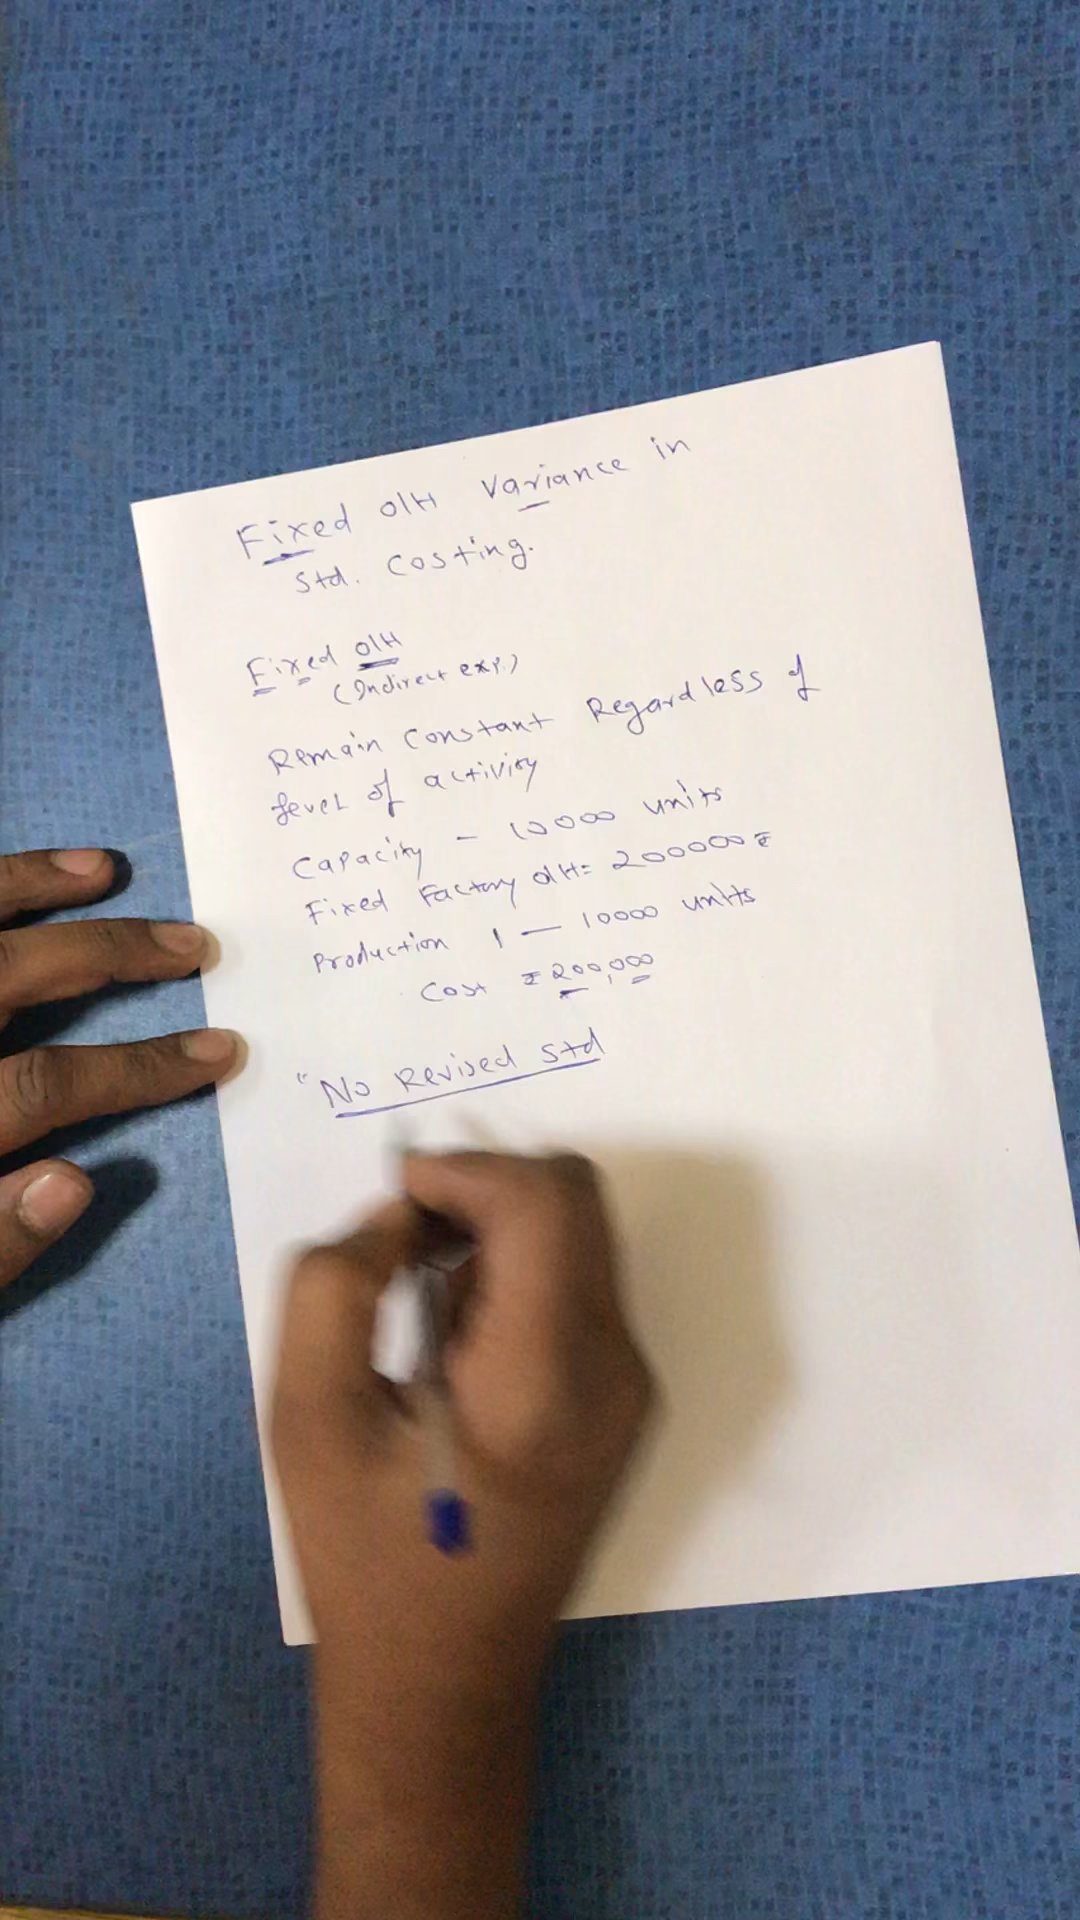 Fixed O/H Variance in
Std. Costing.
Fixed O/H
(Indirect exp.)
Remain Constant Regardless of
level of activity
Capacity - 10000 units
Fixed Factory O/H = 200000 ₹
Production 1 - 10000 units
Cost ₹ 200,000
"No Revised Std